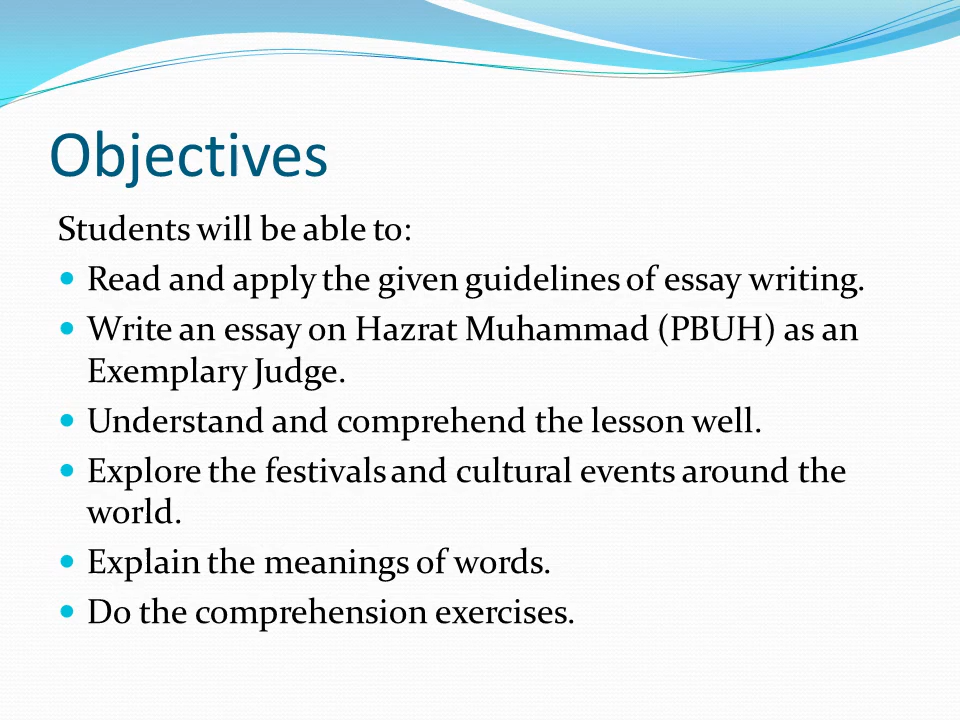 Objectives
Students will be able to:
• Read and apply the given guidelines of essay writing.
• Write an essay on Hazrat Muhammad (PBUH) as an
Exemplary Judge.
• Understand and comprehend the lesson well.
• Explore the festivals and cultural events around the
world.
• Explain the meanings of words.
• Do the comprehension exercises.